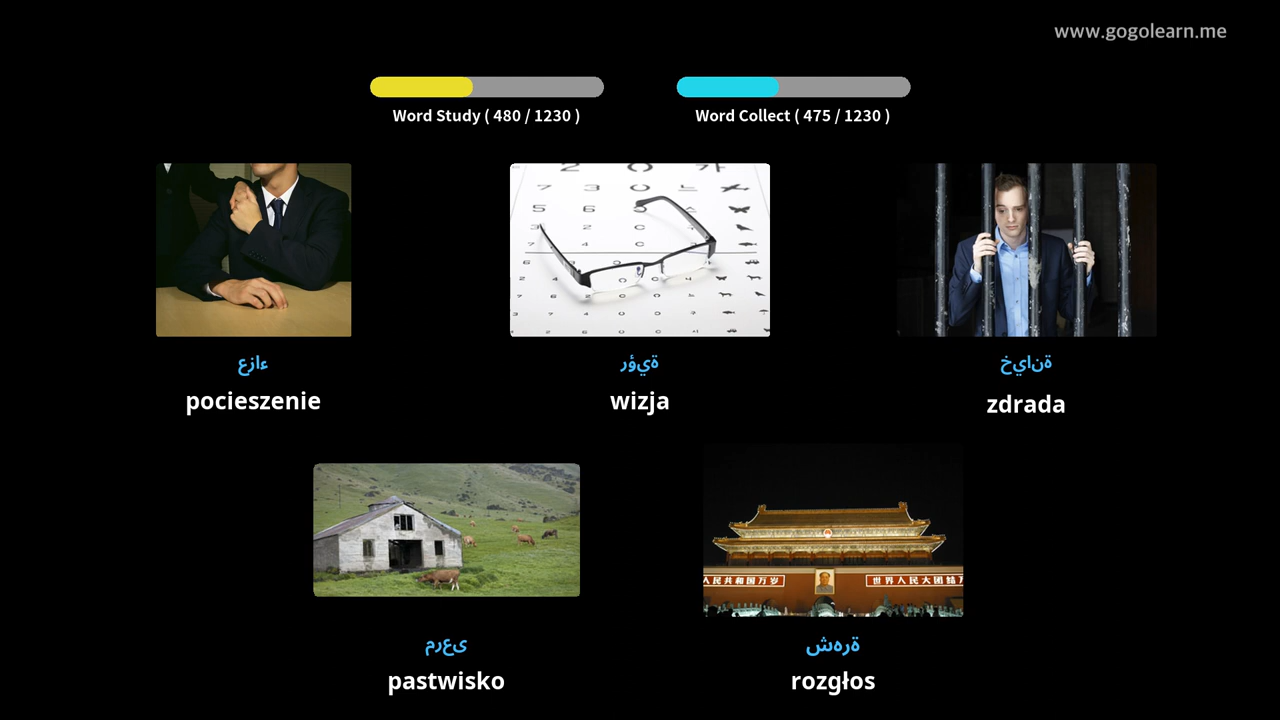 www.gogolearn.me
Word Study ( 480 / 1230 )
Word Collect ( 475 / 1230 )
ءازع
pocieszenie
ةيؤر
wizja
ةنايخ
zdrada
人民共和国万岁
世界人民大团结万
ىعرم
pastwisko
ةرهش
rozgłos